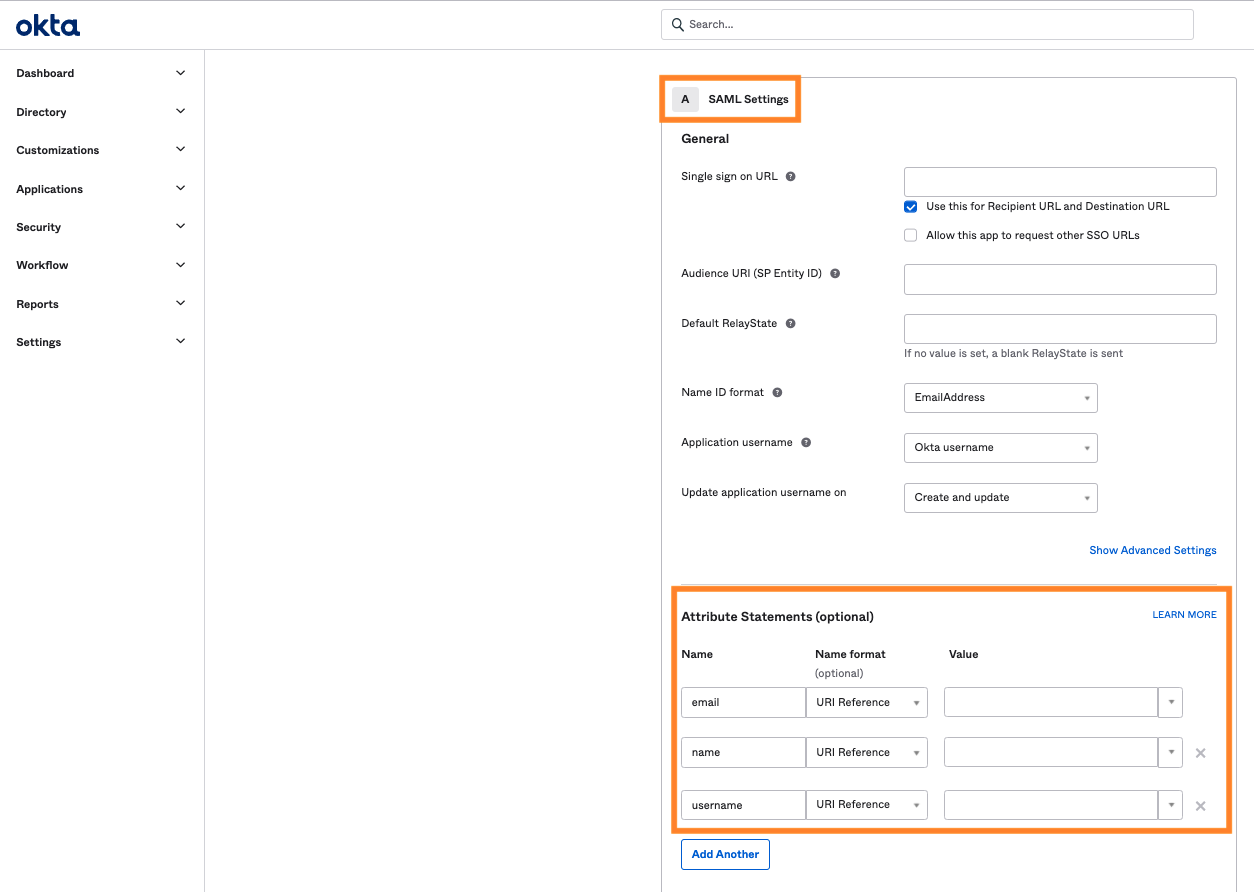 okta
Search...
Dashboard
Directory
Customizations
Applications
Security
Workflow
Reports
Settings
A SAML Settings
General
Single sign on URL ?
Use this for Recipient URL and Destination URL
Allow this app to request other SSO URLs
Audience URI (SP Entity ID) ?
Default RelayState ?
If no value is set, a blank RelayState is sent
Name ID format ? EmailAddress
Application username ? Okta username
Update application username on Create and update
Show Advanced Settings
Attribute Statements (optional) LEARN MORE
Name Name format Value
(optional)
email URI Reference
name URI Reference
username URI Reference
Add Another